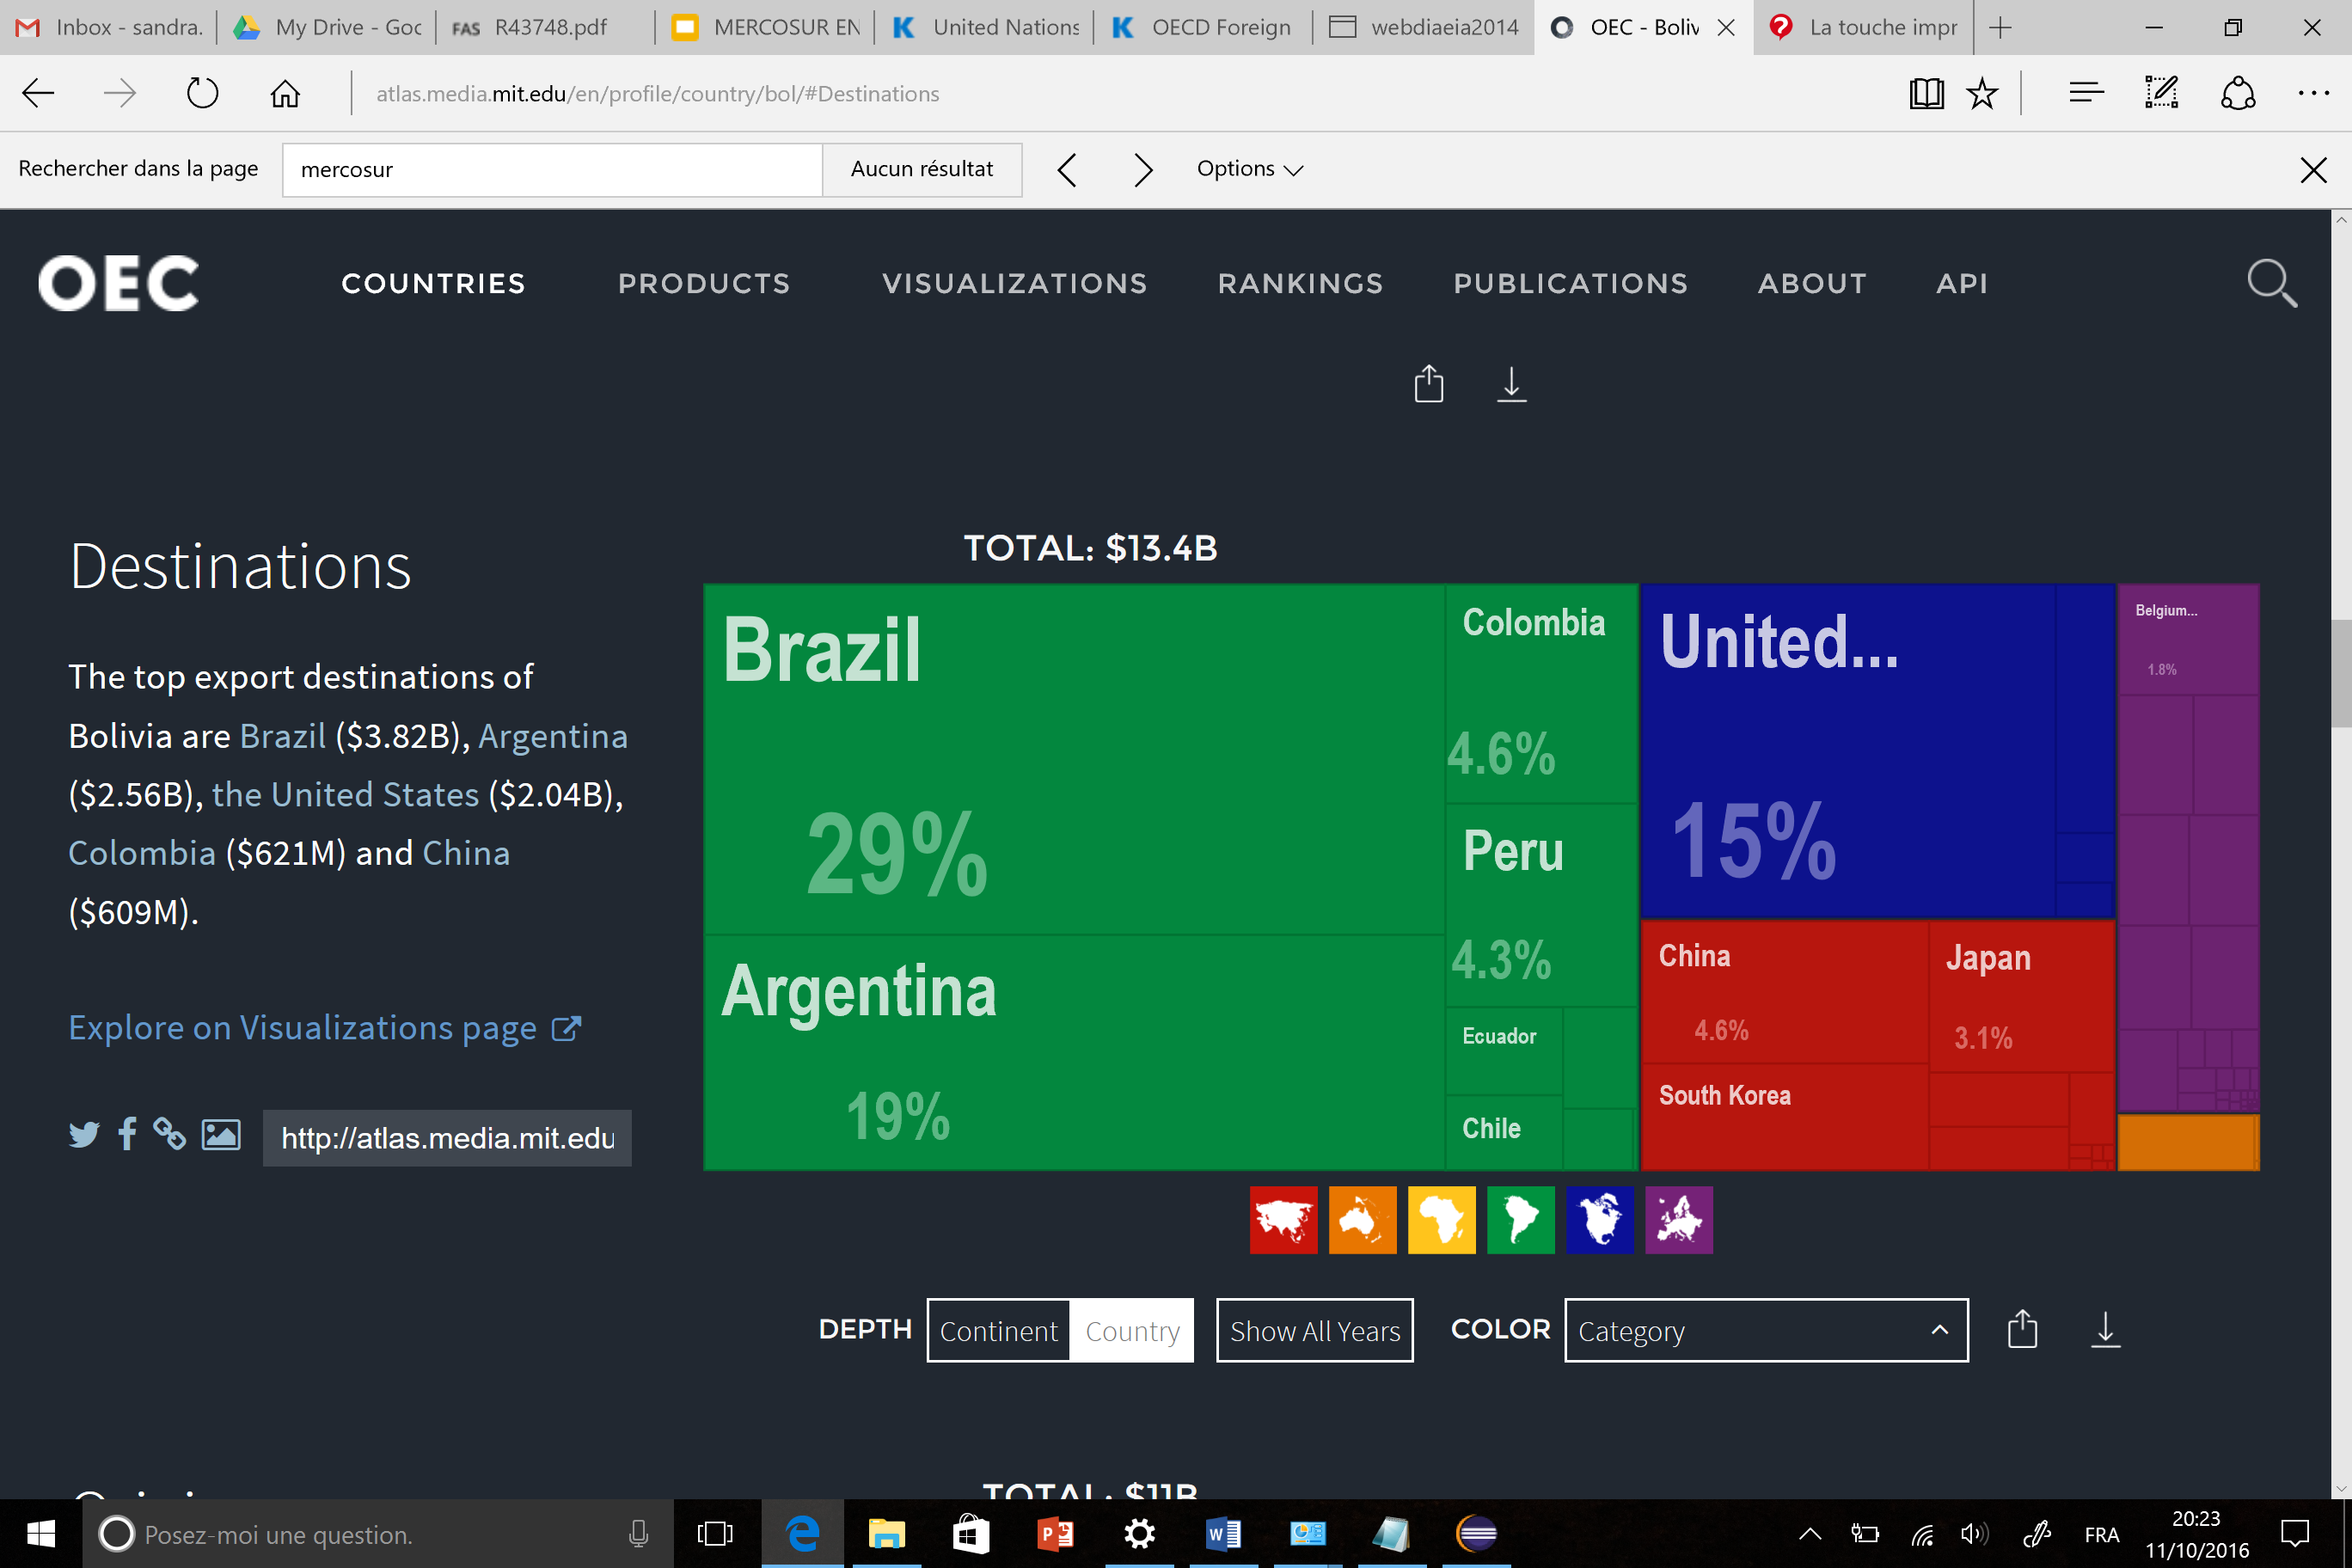 Inbox - sandra.
My Drive - Goc
FAS R43748.pdf
MERCOSUR EN
United Nations
OECD Foreign
webdiaeia2014
OEC - Boliv
La touche impr
atlas.media.mit.edu/en/profile/country/bol/#Destinations
Rechercher dans la page
mercosur
Aucun résultat
Options
OEC
COUNTRIES
PRODUCTS
VISUALIZATIONS
RANKINGS
PUBLICATIONS
ABOUT
API
Destinations
The top export destinations of
Bolivia are Brazil ($3.82B), Argentina
($2.56B), the United States ($2.04B),
Colombia ($621M) and China
($609M).
Explore on Visualizations page
http://atlas.media.mit.edu
TOTAL: $13.4B
Brazil
29%
Argentina
19%
Colombia
4.6%
Peru
4.3%
Ecuador
Chile
United...
15%
China
4.6%
Japan
3.1%
South Korea
Belgium...
1.8%
DEPTH
Continent
Country
Show All Years
COLOR
Category
TOTAL: $11B
Posez-moi une question.
FRA
20:23
11/10/2016